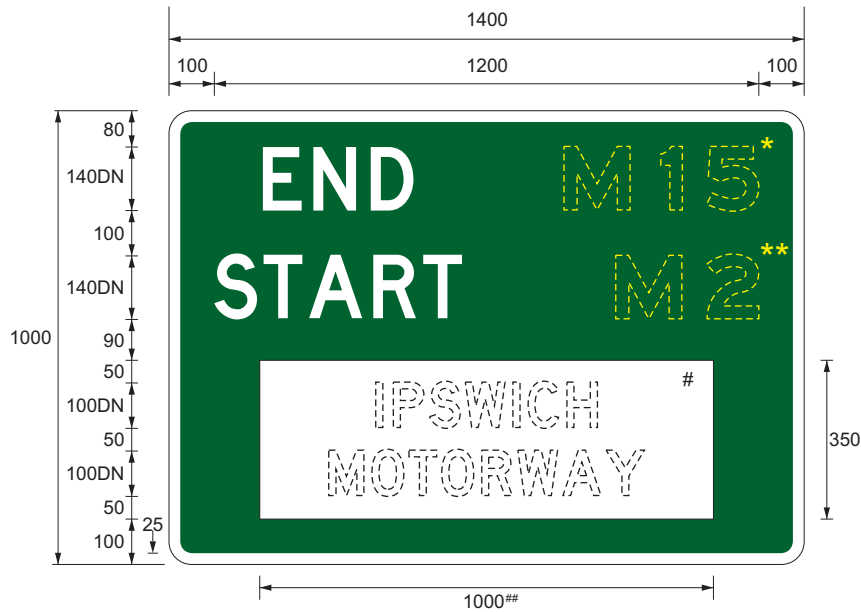 1400
100 1200 100
80
END M15*
140DN
100
START M2**
140DN
1000
90
50
#
IPSWICH
100DN
50
350
MOTORWAY
100DN
50
25
100
1000##